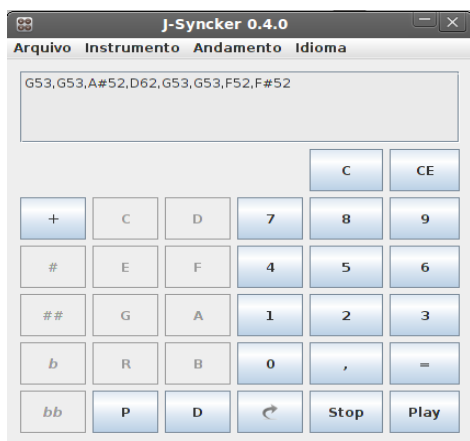 J-Syncker 0.4.0
Arquivo Instrumento Andamento Idioma
G53,G53,A#52,D62,G53,G53,F52,F#52
C CE
+ C D 7 8 9
# E F 4 5 6
## G A 1 2 3
b R B 0 , =
bb P D Stop Play